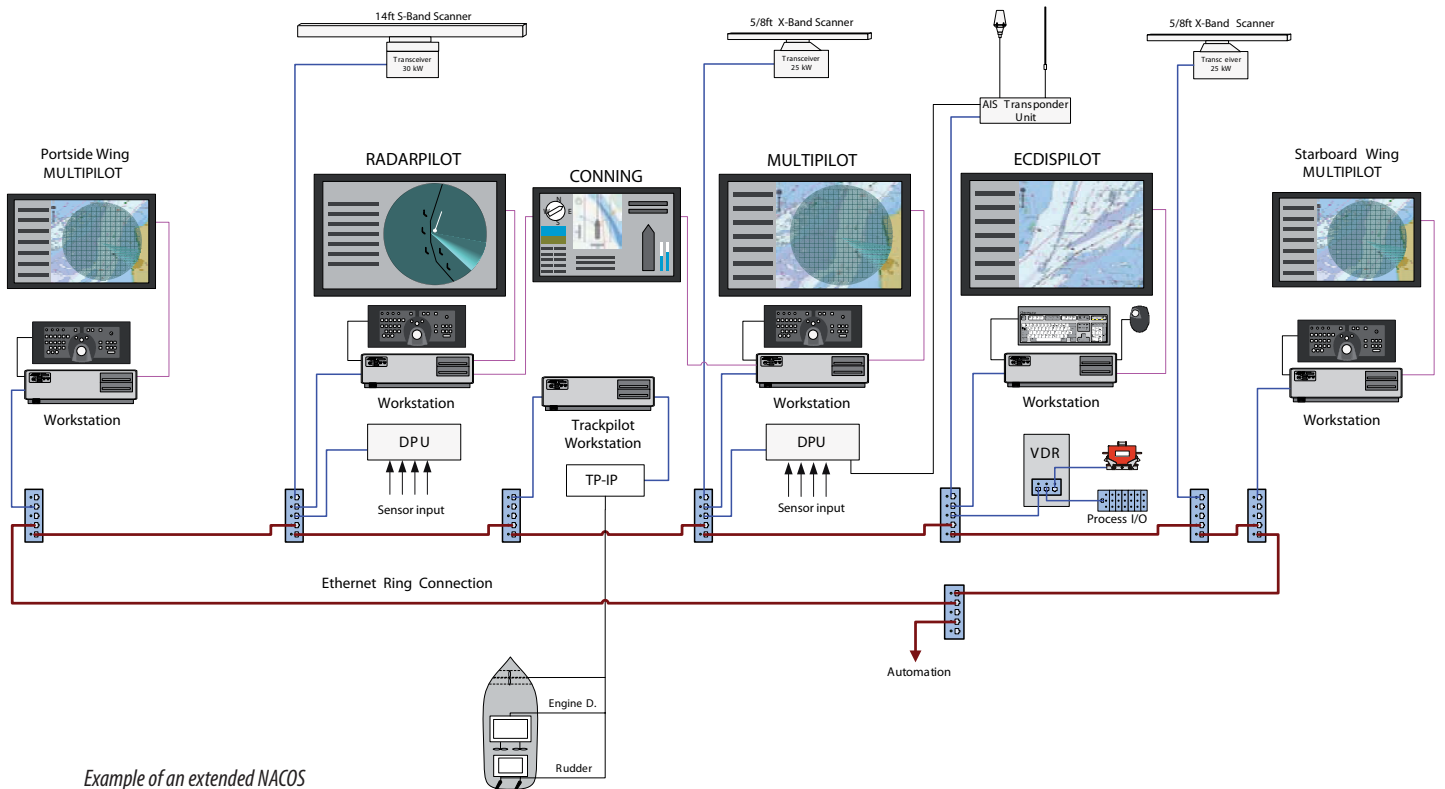 14ft S-Band Scanner
5/8ft X-Band Scanner
5/8ft X-Band Scanner
Transceiver
30 kW
Transceiver
25 kW
Transc eiver
25 kW
AIS Transponder
Unit
Portside Wing
MULTIPILOT
RADARPILOT
CONNING
MULTIPILOT
ECDISPILOT
Starboard Wing
MULTIPILOT
N
E
S
Workstation
Workstation
Trackpilot
Workstation
Workstation
Workstation
Workstation
DPU
Sensor input
TP-IP
DPU
Sensor input
VDR
Process I/O
Ethernet Ring Connection
Automation
Engine D.
Rudder
Example of an extended NACOS